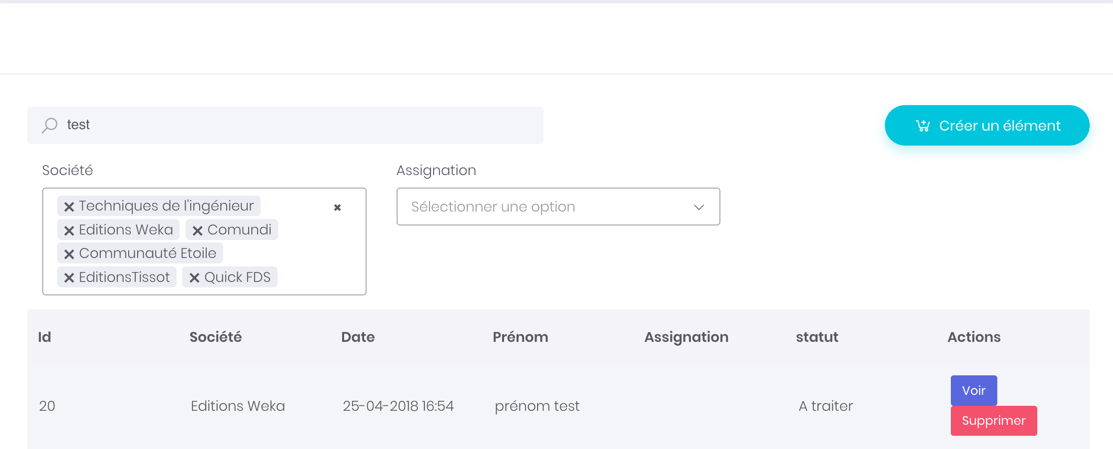 test
Créer un élément
Société
Assignation
Techniques de l'ingénieur
Sélectionner une option
Editions Weka Comundi
Communauté Etoile
EditionsTissot Quick FDS
Id Société Date Prénom Assignation statut Actions
20 Editions Weka 25-04-2018 16:54 prénom test A traiter Voir
Supprimer